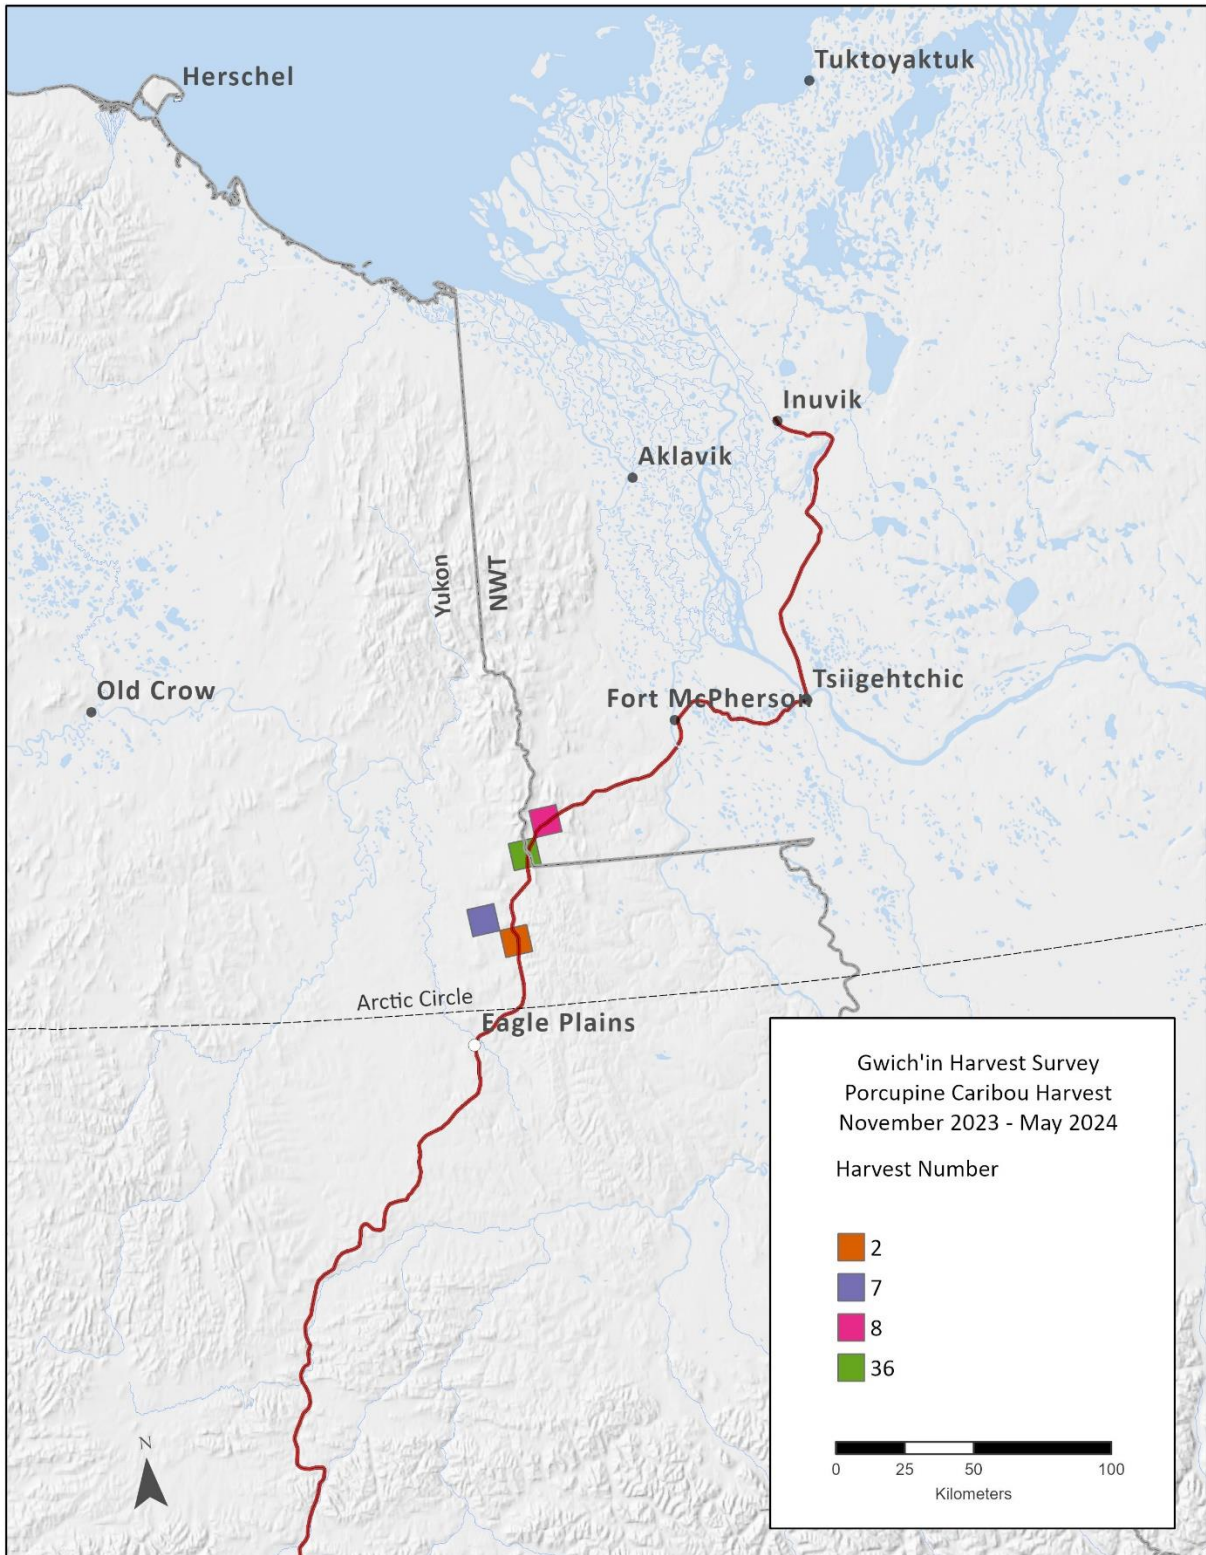 Herschel
Tuktoyaktuk
Inuvik
Aklavik
Yukon
NWT
Old Crow
Tsiigehtchic
Fort McPherson
Arctic Circle
Eagle Plains
Gwich'in Harvest Survey
Porcupine Caribou Harvest
November 2023 - May 2024
Harvest Number
2
7
8
36
N
0 25 50 100
Kilometers